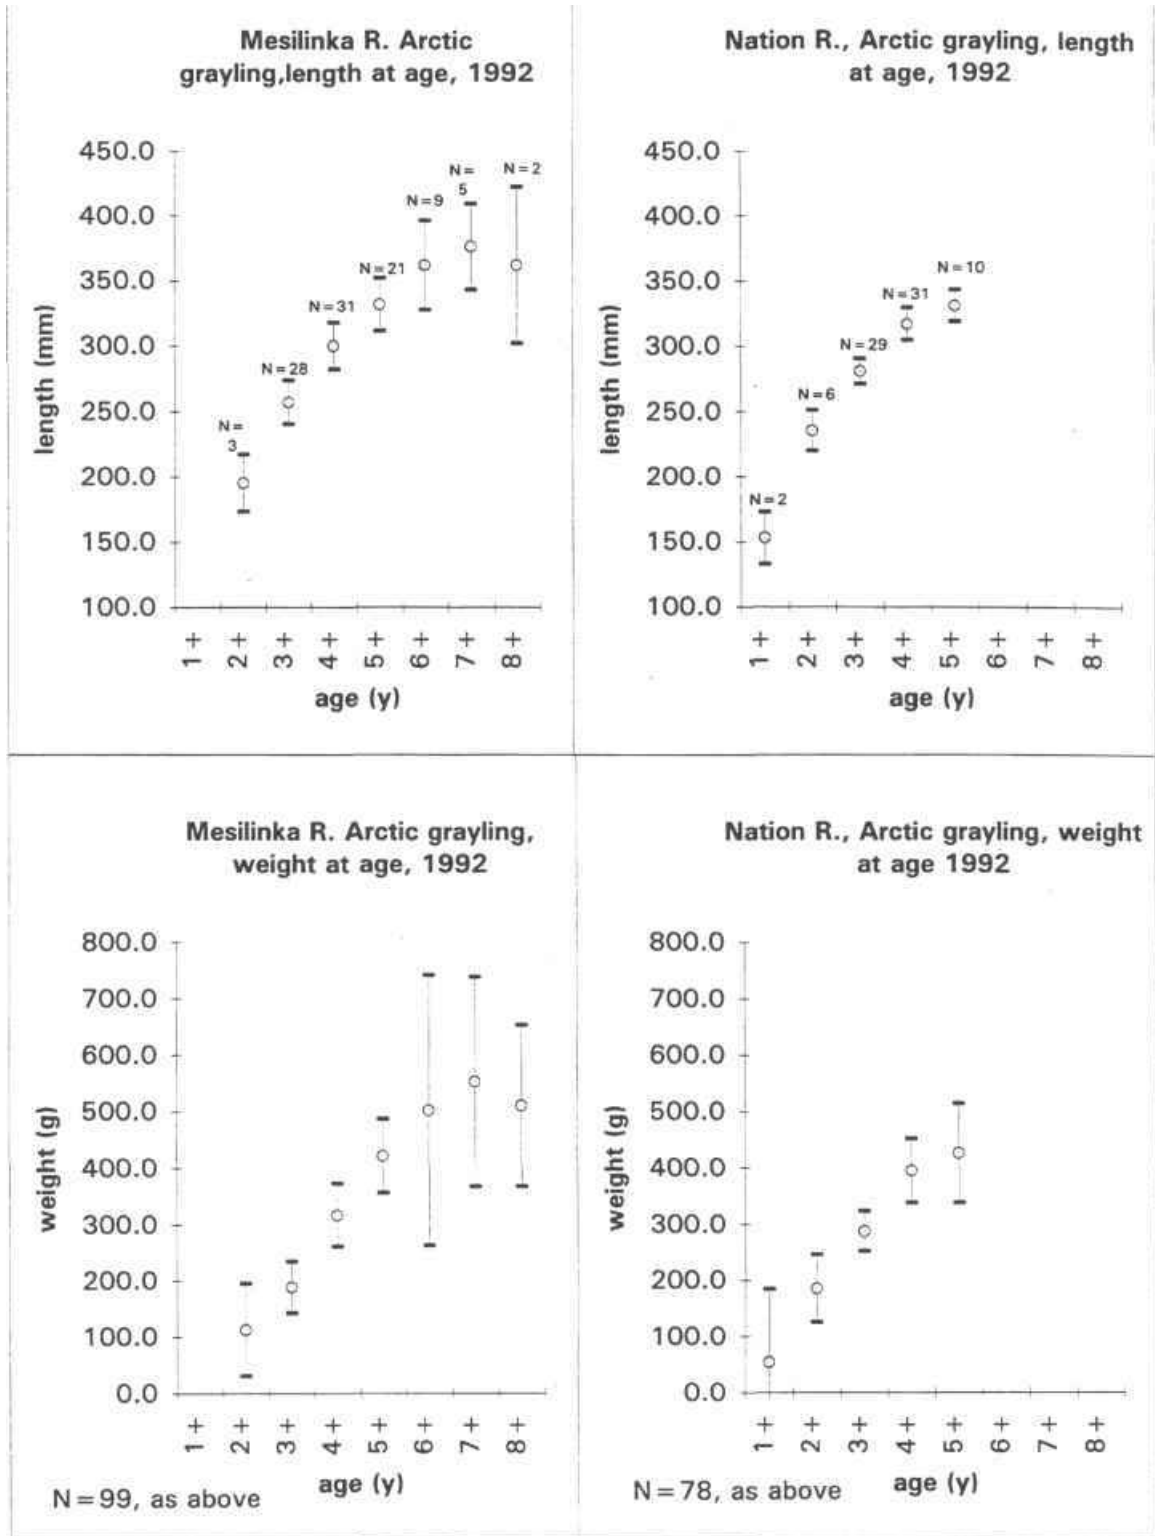 Mesilinka R. Arctic
grayling,length at age, 1992
450.0
400.0
350.0
300.0
250.0
200.0
150.0
100.0
length (mm)
N=
3
N=28
N=31
N=21
N=9
N=
5
N=2
1+
2+
3+
4+
5+
6+
7+
8+
age (y)
Nation R., Arctic grayling, length
at age, 1992
450.0
400.0
350.0
300.0
250.0
200.0
150.0
100.0
length (mm)
N=2
N=6
N=29
N=31
N=10
1+
2+
3+
4+
5+
6+
7+
8+
age (y)
Mesilinka R. Arctic grayling,
weight at age, 1992
800.0
700.0
600.0
500.0
400.0
300.0
200.0
100.0
0.0
weight (g)
1+
2+
3+
4+
5+
6+
7+
8+
age (y)
N=99, as above
Nation R., Arctic grayling, weight
at age 1992
800.0
700.0
600.0
500.0
400.0
300.0
200.0
100.0
0.0
weight (g)
1+
2+
3+
4+
5+
6+
7+
8+
age (y)
N=78, as above